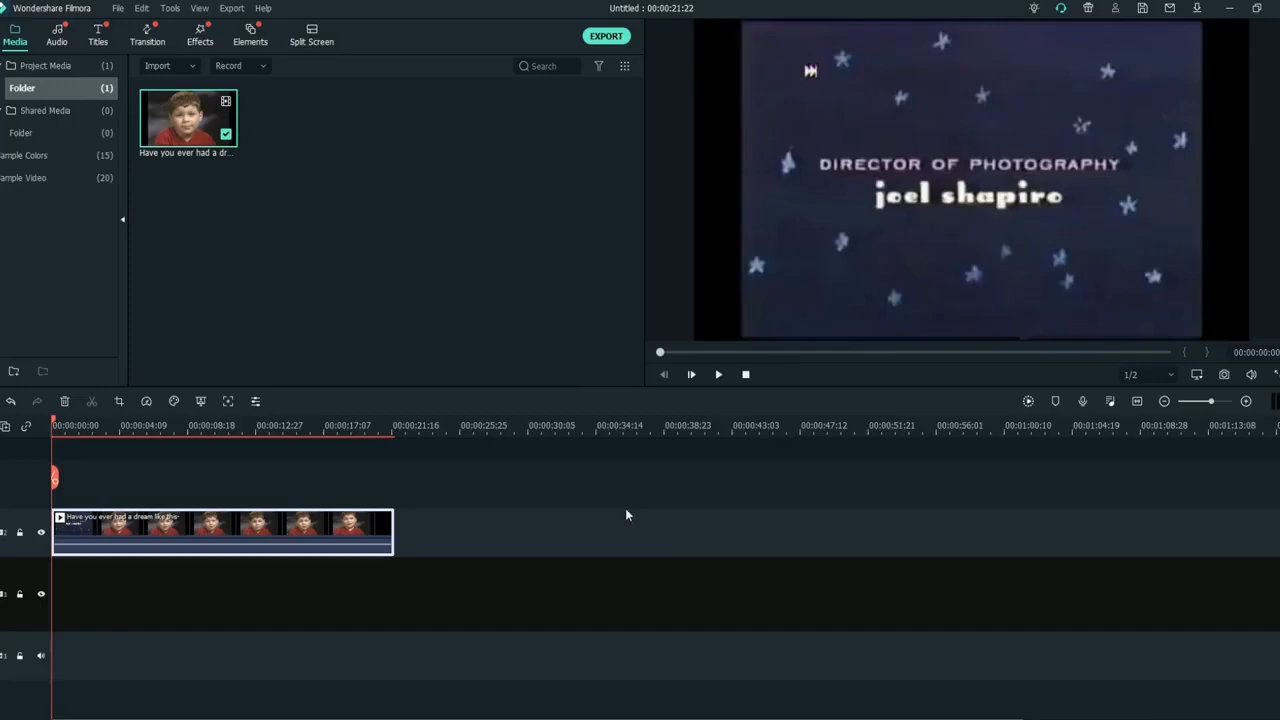 Wondershare Filmora File Edit Tools View Export Help Untitled : 00:00:21:22
Media Audio Titles Transition Effects Elements Split Screen
EXPORT
Project Media (1)
Folder (1)
Shared Media (0)
Folder (0)
ample Colors (15)
ample Video (20)
Import Record Search
Have you ever had a dr...
DIRECTOR OF PHOTOGRAPHY
joel shapiro
00:00:00:00
1/2
00:00:00:00 00:00:04:09 00:00:08:18 00:00:12:27 00:00:17:07 00:00:21:16 00:00:25:25 00:00:30:05 00:00:34:14 00:00:38:23 00:00:43:03 00:00:47:12 00:00:51:21 00:00:56:01 00:01:00:10 00:01:04:19 00:01:08:28 00:01:13:08
Have you ever had a dream like this-
2
1
1